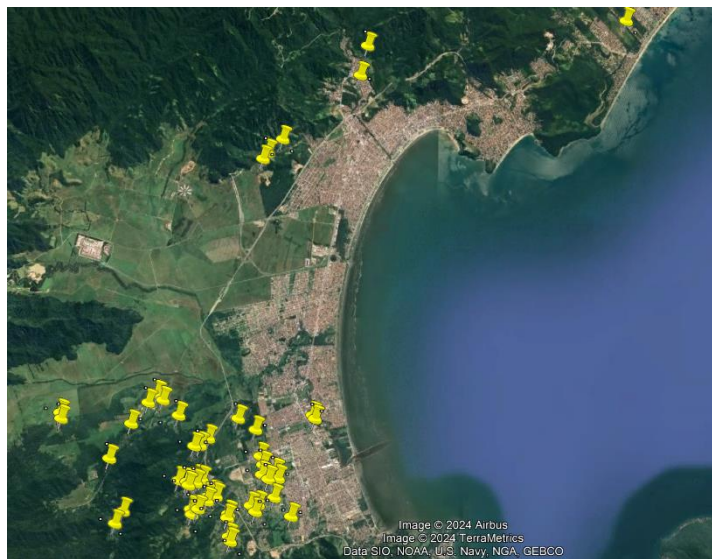 Image © 2024 Airbus
Image © 2024 TerraMetrics
Data SIO, NOAA, U.S. Navy, NGA, GEBCO